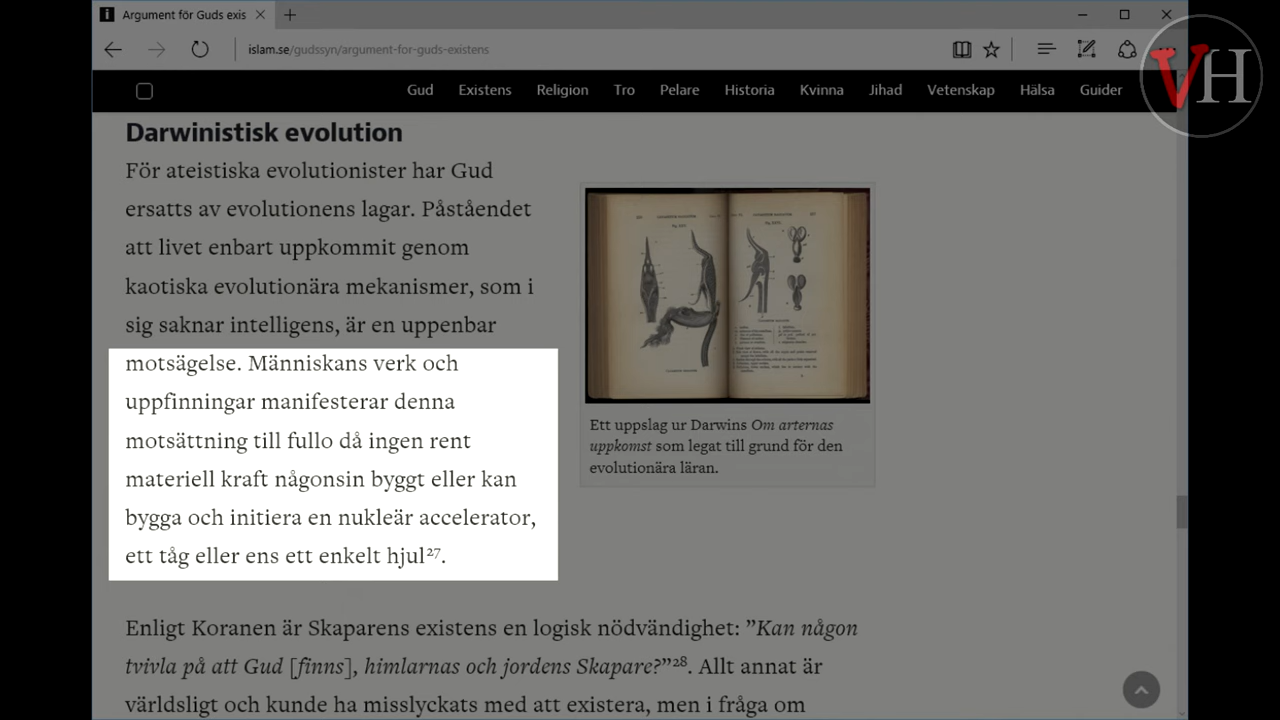 Argument för Guds exis
islam.se/gudssyn/argument-for-guds-existens
VH
Gud Existens Religion Tro Pelare Historia Kvinna Jihad Vetenskap Hälsa Guider
Darwinistisk evolution
För ateistiska evolutionister har Gud
ersatts av evolutionens lagar. Påståendet
att livet enbart uppkommit genom
kaotiska evolutionära mekanismer, som i
sig saknar intelligens, är en uppenbar
motsägelse. Människans verk och
uppfinningar manifesterar denna
motsättning till fullo då ingen rent
materiell kraft någonsin byggt eller kan
bygga och initiera en nukleär accelerator,
ett tåg eller ens ett enkelt hjul²⁷.
Ett uppslag ur Darwins Om arternas
uppkomst som legat till grund för den
evolutionära läran.
Enligt Koranen är Skaparens existens en logisk nödvändighet: ”Kan någon
tvivla på att Gud [finns], himlarnas och jordens Skapare?”²⁸. Allt annat är
världsligt och kunde ha misslyckats med att existera, men i fråga om